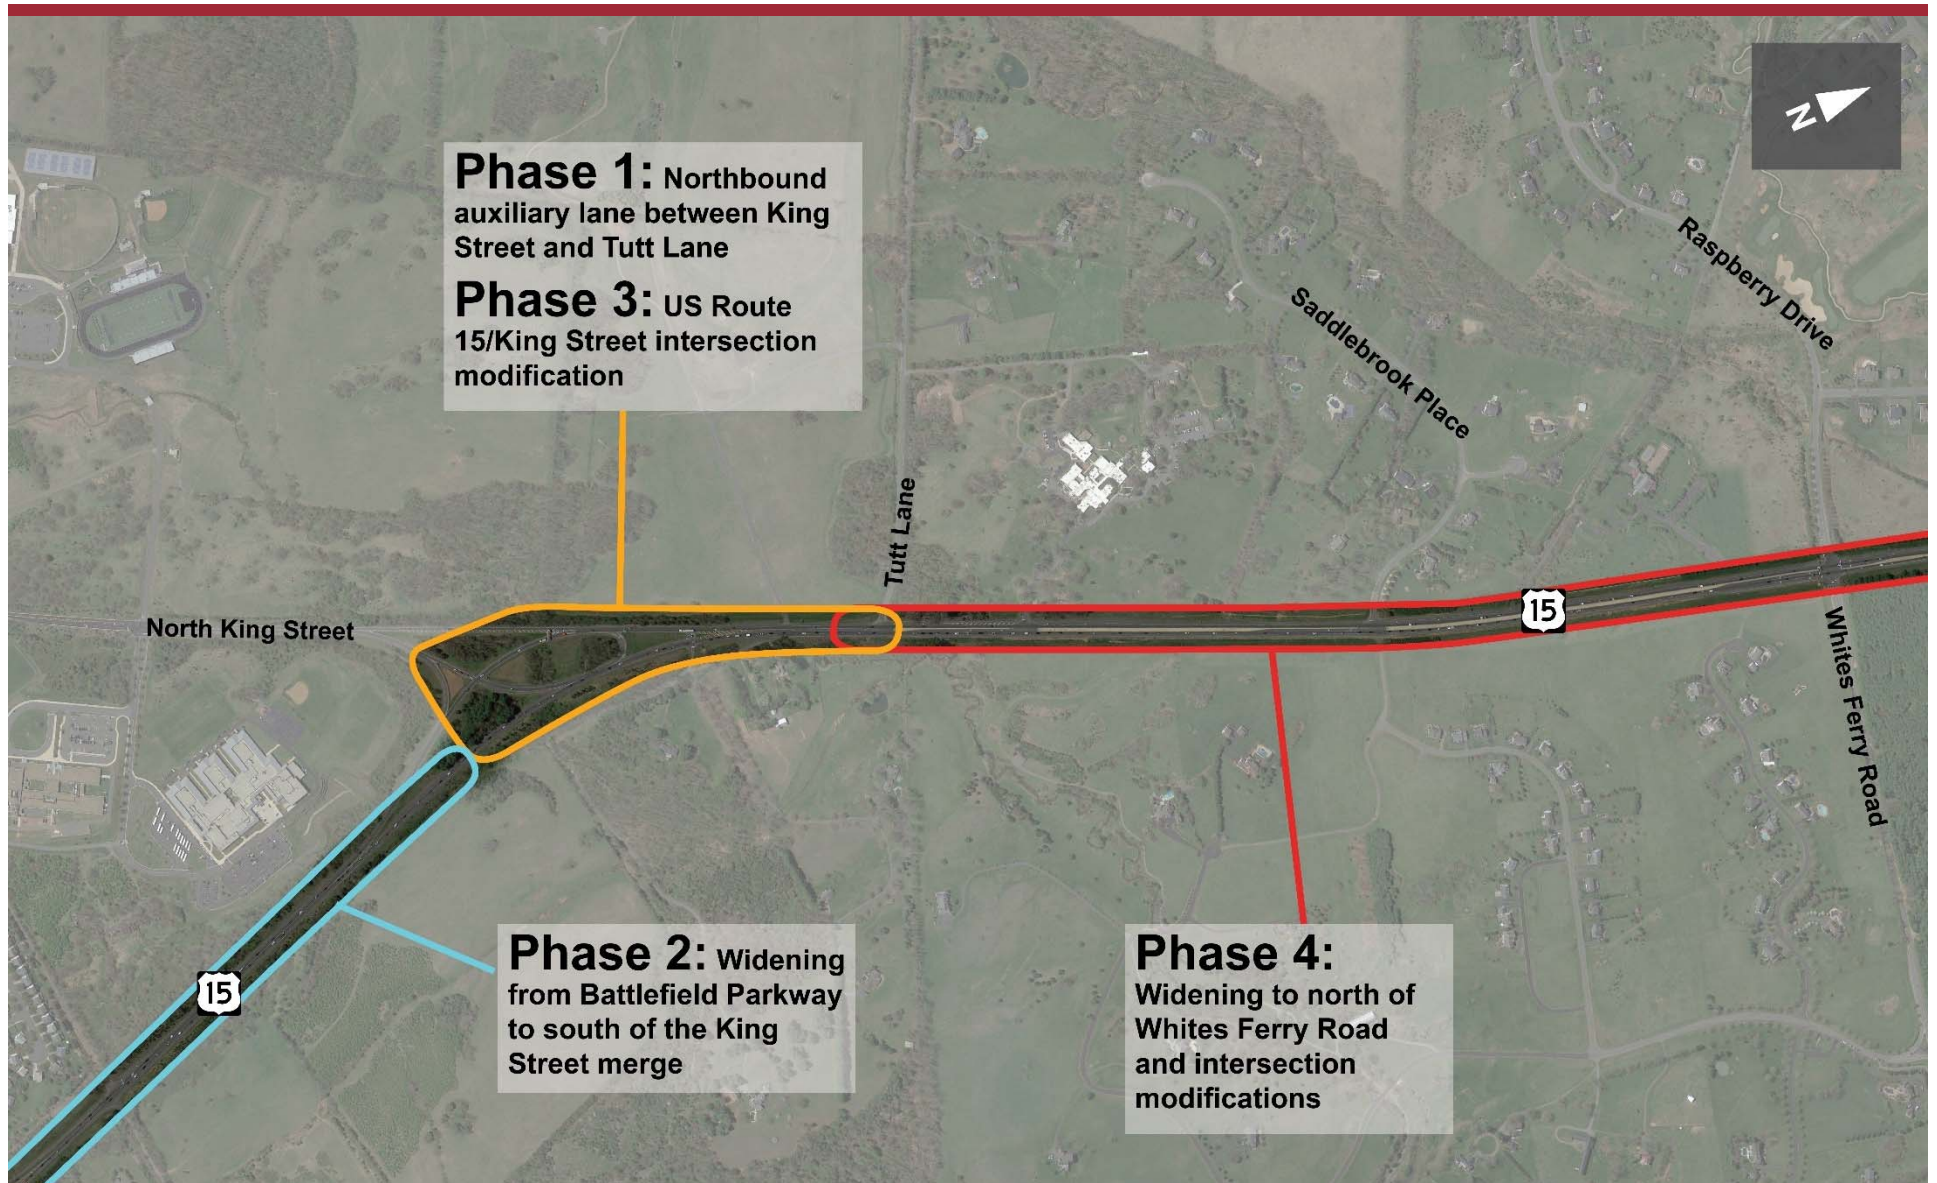 N
Phase 1: Northbound
auxiliary lane between King
Street and Tutt Lane
Phase 3: US Route
15/King Street intersection
modification
Raspberry Drive
Saddlebrook Place
Tutt Lane
North King Street
15
Whites Ferry Road
15
Phase 2: Widening
from Battlefield Parkway
to south of the King
Street merge
Phase 4:
Widening to north of
Whites Ferry Road
and intersection
modifications